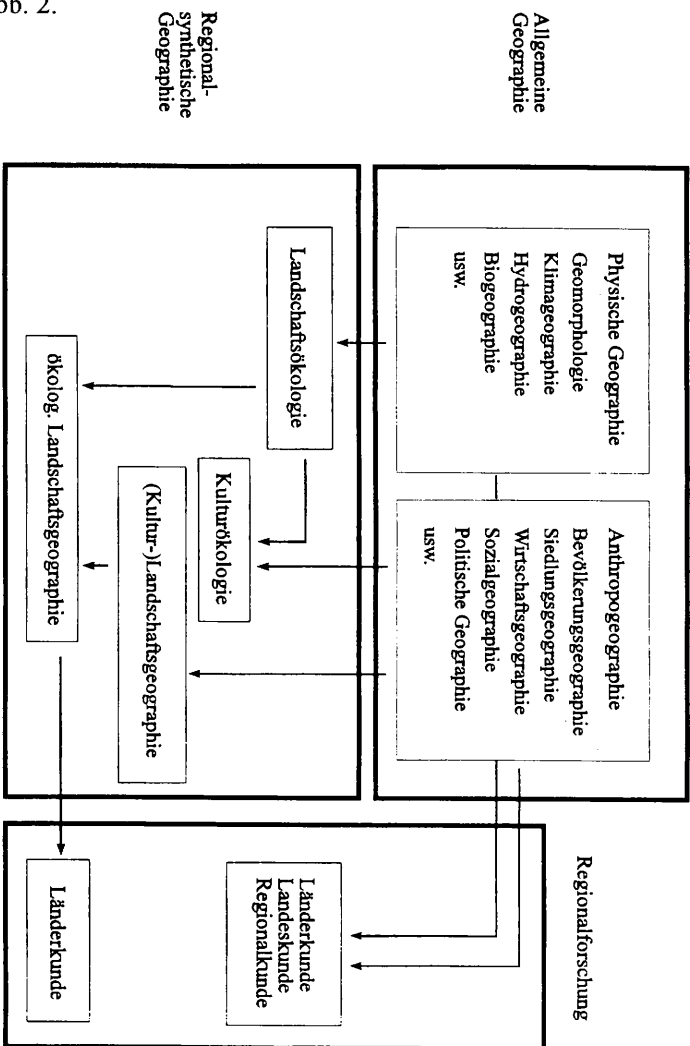 bb. 2.
Allgemeine
Geographie
Physische Geographie
Geomorphologie
Klimageographie
Hydrogeographie
Biogeographie
usw.
Anthropogeographie
Bevölkerungsgeographie
Siedlungsgeographie
Wirtschaftsgeographie
Sozialgeographie
Politische Geographie
usw.
Regional-
synthetische
Geographie
Landschaftsökologie
Kulturökologie
(Kultur-)Landschaftsgeographie
ökolog. Landschaftsgeographie
Regionalforschung
Länderkunde
Landeskunde
Regionalkunde
Länderkunde